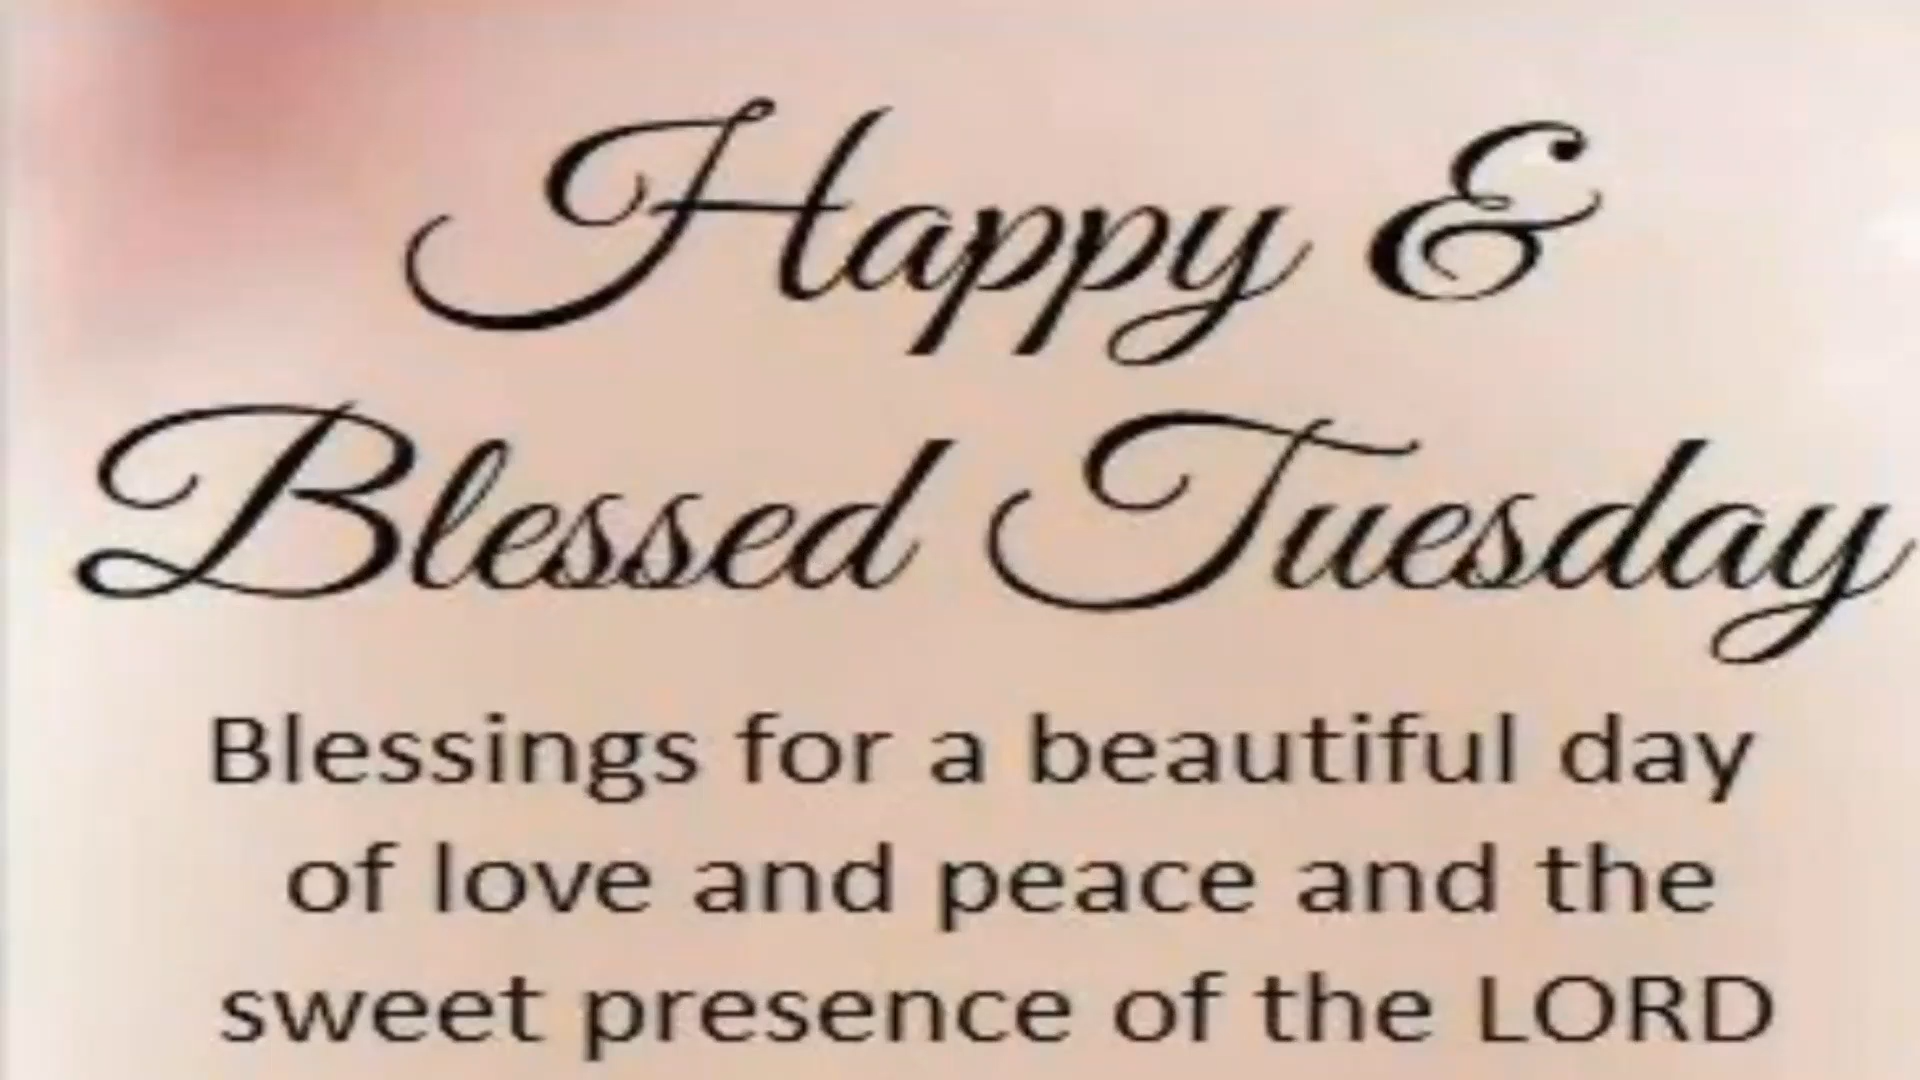 Happy &
Blessed Tuesday
Blessings for a beautiful day
of love and peace and the
sweet presence of the LORD